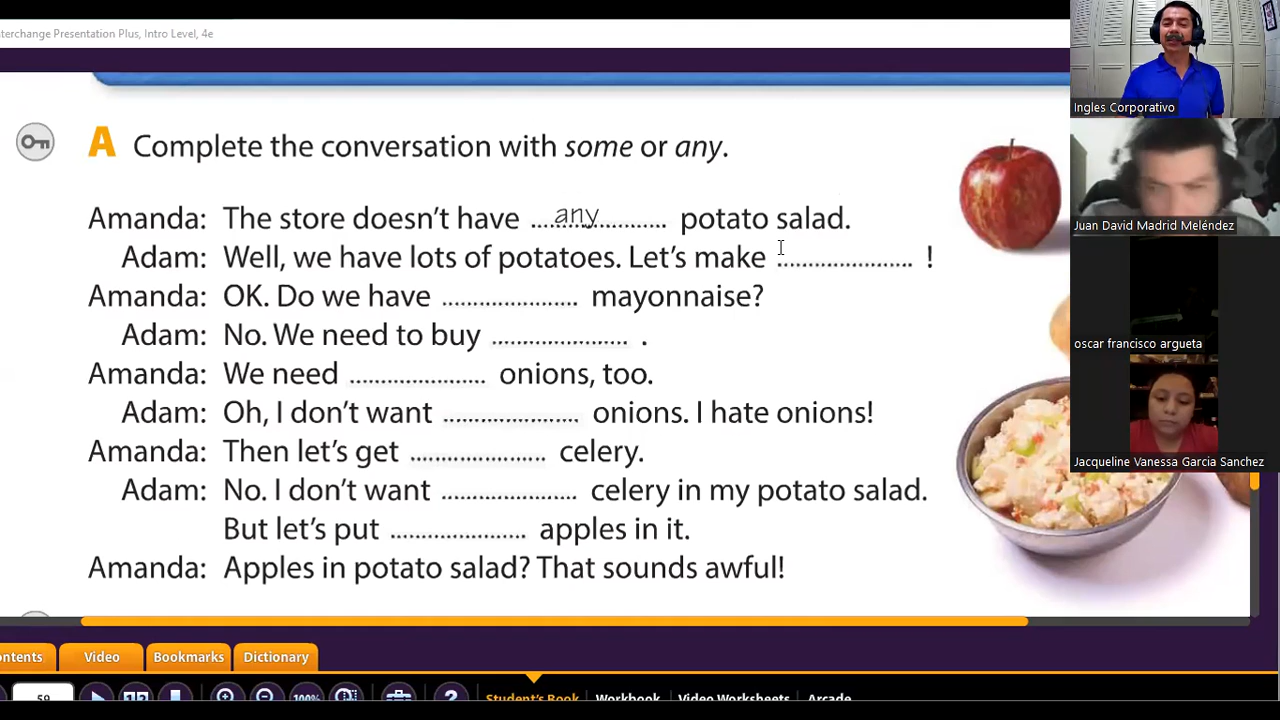 nterchange Presentation Plus, Intro Level, 4e
A Complete the conversation with some or any.
Amanda: The store doesn't have any potato salad.
Adam: Well, we have lots of potatoes. Let's make ..................... !
Amanda: OK. Do we have ..................... mayonnaise?
Adam: No. We need to buy ..................... .
Amanda: We need ..................... onions, too.
Adam: Oh, I don't want ..................... onions. I hate onions!
Amanda: Then let's get ..................... celery.
Adam: No. I don't want ..................... celery in my potato salad.
But let's put ..................... apples in it.
Amanda: Apples in potato salad? That sounds awful!
Ingles Corporativo
Juan David Madrid Meléndez
oscar francisco argueta
Jacqueline Vanessa Garcia Sanchez
ontents Video Bookmarks Dictionary
59 100% ? Student's Book Workbook Video Worksheets Arcade